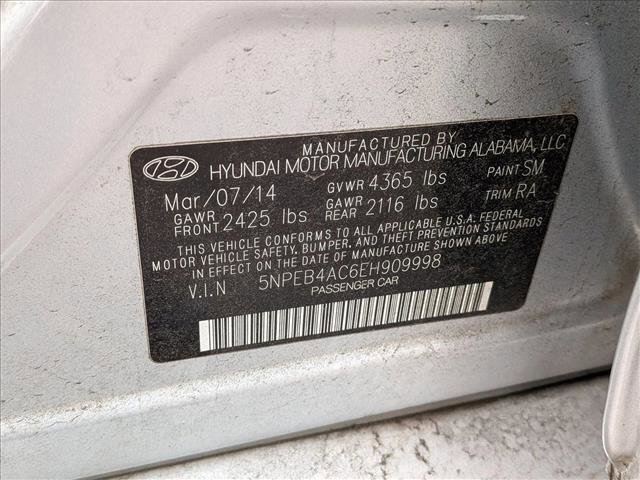 MANUFACTURED BY
HYUNDAI MOTOR MANUFACTURING ALABAMA, LLC
Mar/07/14 GVWR 4365 lbs PAINT SM
GAWR FRONT 2425 lbs GAWR REAR 2116 lbs TRIM RA
THIS VEHICLE CONFORMS TO ALL APPLICABLE U.S.A. FEDERAL
MOTOR VEHICLE SAFETY, BUMPER, AND THEFT PREVENTION STANDARDS
IN EFFECT ON THE DATE OF MANUFACTURE SHOWN ABOVE.
V.I.N 5NPEB4AC6EH909998
PASSENGER CAR